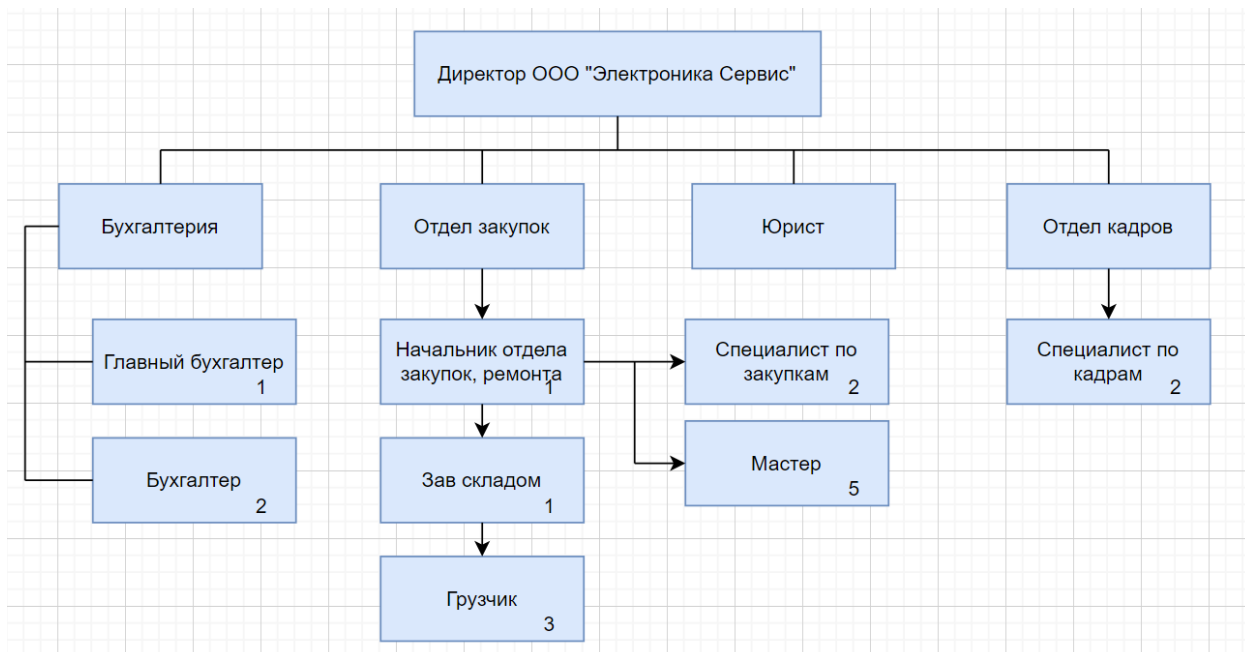 Директор ООО "Электроника Сервис"
Бухгалтерия
Отдел закупок
Юрист
Отдел кадров
Главный бухгалтер
1
Начальник отдела
закупок, ремонта
1
Специалист по
закупкам
2
Специалист по
кадрам
2
Бухгалтер
2
Зав складом
1
Мастер
5
Грузчик
3